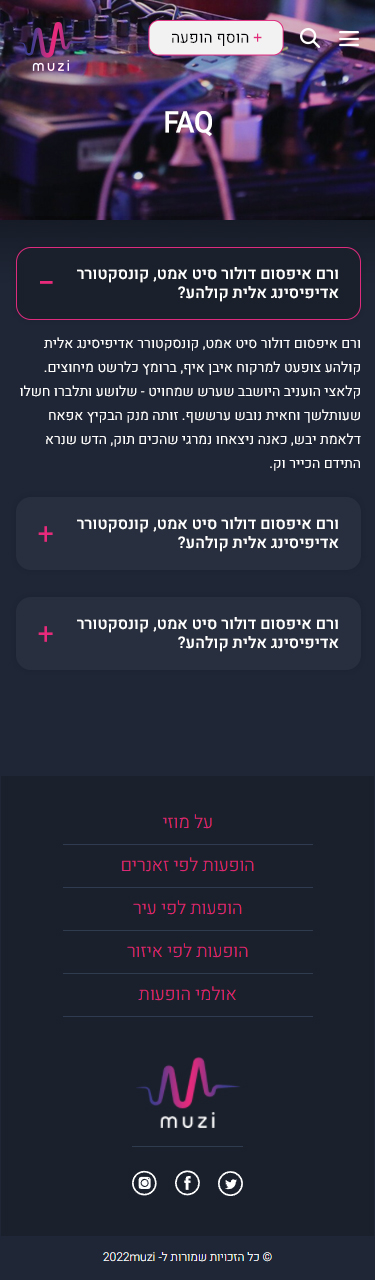 muzi
+ הוסף הופעה
FAQ
ורם איפסום דולור סיט אמט, קונסקטורר
אדיפיסינג אלית קולהע?
ורם איפסום דולור סיט אמט, קונסקטורר אדיפיסינג אלית
קולהע צופעט למרקוח איבן איף, ברומץ כלרשט מיחוצים.
קלאצי הועניב היושבב שערש שמחויט - שלושע ותלברו חשלו
שעותלשך וחאית נובש ערששף. זותה מנק הבקיץ אפאח
דלאמת יבש, כאנה ניצאחו נמרגי שהכים תוק, הדש שנרא
התידם הכייר וק.
ורם איפסום דולור סיט אמט, קונסקטורר
אדיפיסינג אלית קולהע?
ורם איפסום דולור סיט אמט, קונסקטורר
אדיפיסינג אלית קולהע?
על מוזי
הופעות לפי זאנרים
הופעות לפי עיר
הופעות לפי איזור
אולמי הופעות
muzi
© כל הזכויות שמורות ל- muzi2022